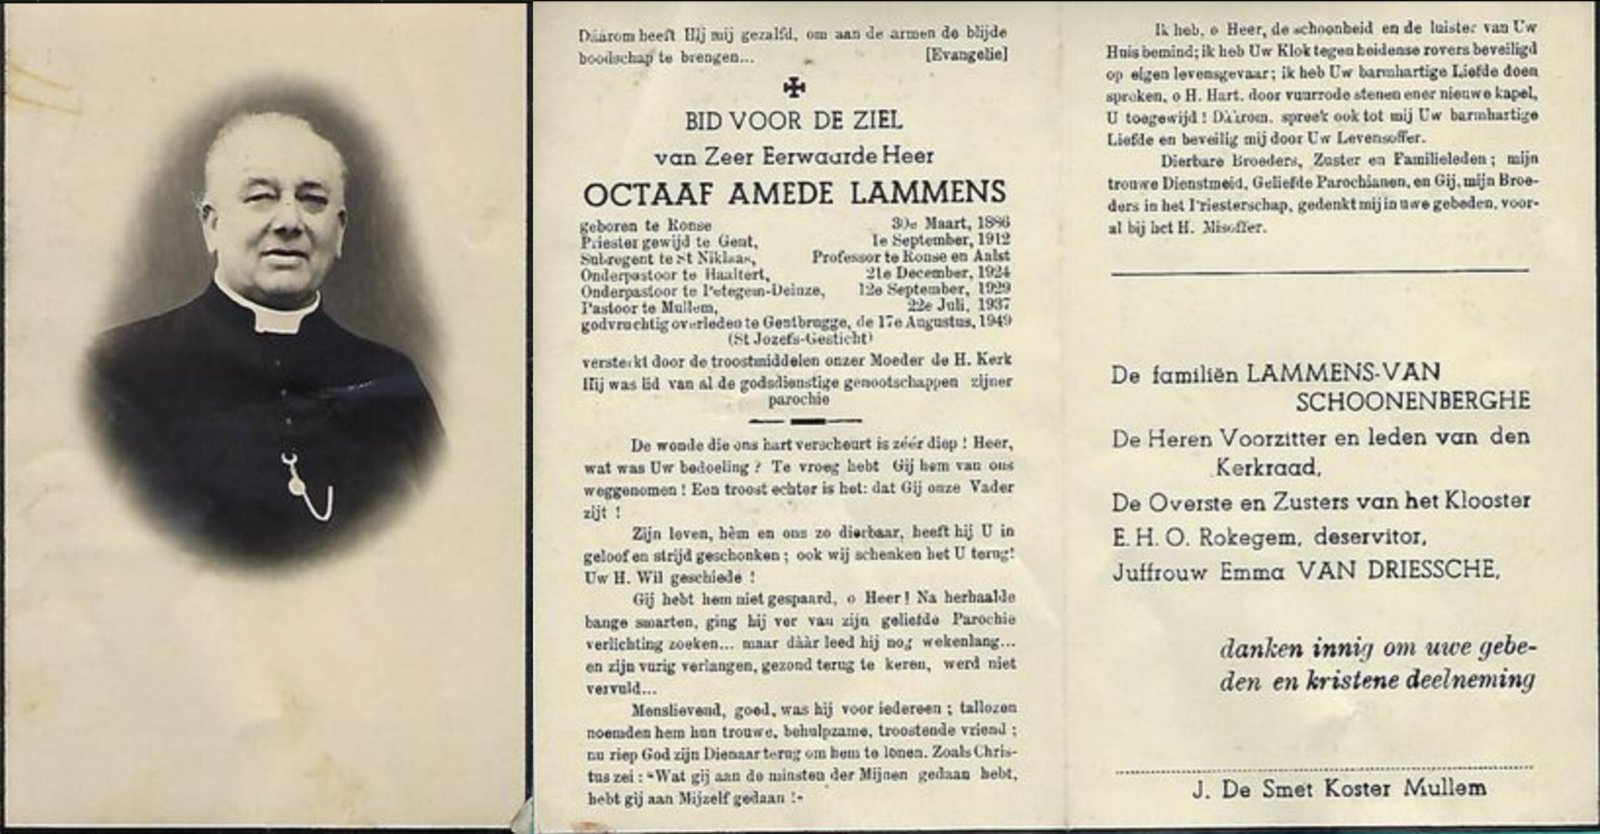 Dáarom heeft Hij mij gezalfd, om aan de armen de blijde
boodschap te brengen... [Evangelie]
BID VOOR DE ZIEL
van Zeer Eerwaarde Heer
OCTAAF AMEDE LAMMENS
geboren te Ronse 30e Maart, 1886
Priester gewijd te Gent, 1e September, 1912
Subregent te St Niklaas, Professor te Ronse en Aalst
Onderpastoor te Haaltert, 21e December, 1924
Onderpastoor te Petegem-Deinze, 12e September, 1929
Pastoor te Mullem, 22e Juli, 1937
godvruchtig overleden te Gentbrugge, de 17e Augustus, 1949
(St Jozefs-Gesticht)
versterkt door de troostmiddelen onzer Moeder de H. Kerk
Hij was lid van al de godsdienstige genootschappen zijner
parochie
De wonde die ons hart verscheurt is zéér diep ! Heer,
wat was Uw bedoeling ? Te vroeg hebt Gij hem van ons
weggenomen ! Een troost echter is het: dat Gij onze Vader
zijt !
Zijn leven, hèm en ons zo dierbaar, heeft hij U in
geloof en strijd geschonken ; ook wij schenken het U terug!
Uw H. Wil geschiede !
Gij hebt hem niet gespaard, o Heer! Na herhaalde
bange smarten, ging hij ver van zijn geliefde Parochie
verlichting zoeken... maar dààr leed hij nog wekenlang...
en zijn vurig verlangen, gezond terug te keren, werd niet
vervuld...
Menslievend, goed, was hij voor iedereen ; tallozen
noemden hem hun trouwe, behulpzame, troostende vriend ;
nu riep God zijn Dienaar terug om hem te lonen. Zoals Chris-
tus zei : "Wat gij aan de minsten der Mijnen gedaan hebt,
hebt gij aan Mijzelf gedaan !"
Ik heb, o Heer, de schoonheid en de luister van Uw
Huis bemind; ik heb Uw Klok tegen heidense rovers beveiligd
op eigen levensgevaar; ik heb Uw barmhartige Liefde doen
spreken, o H. Hart, door vuurrode stenen ener nieuwe kapel,
U toegewijd ! Dáàrom, spreek ook tot mij Uw barmhartige
Liefde en beveilig mij door Uw Levensoffer.
Dierbare Broeders, Zuster en Familieleden ; mijn
trouwe Dienstmeid, Geliefde Parochianen, en Gij, mijn Broe-
ders in het Priesterschap, gedenkt mij in uwe gebeden, voor-
al bij het H. Misoffer.
De familiën LAMMENS-VAN
SCHOONENBERGHE
De Heren Voorzitter en leden van den
Kerkraad,
De Overste en Zusters van het Klooster
E. H. O. Rokegem, deservitor,
Juffrouw Emma VAN DRIESSCHE,
danken innig om uwe gebe-
den en kristene deelneming
J. De Smet Koster Mullem